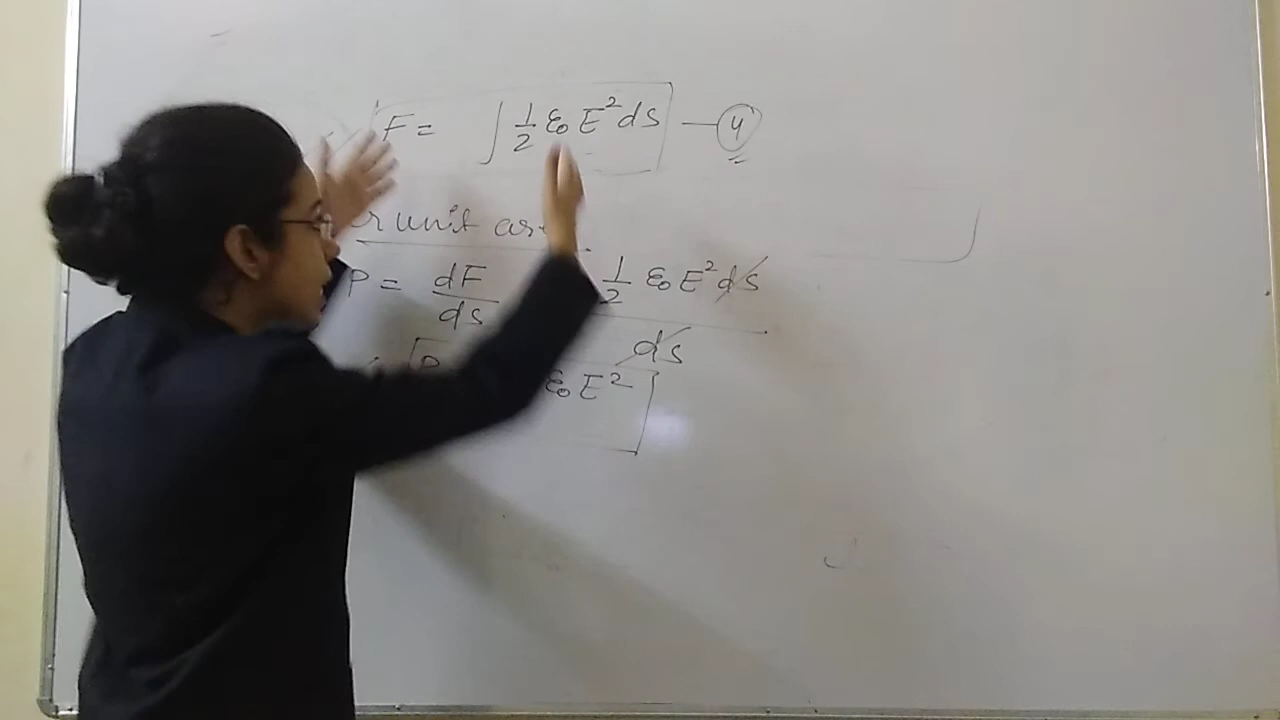 F = ∫ 1/2 ε₀ E² ds — 4
r unit ar
P = dF/ds 1/2 ε₀ E² ds / ds
P ε₀ E²